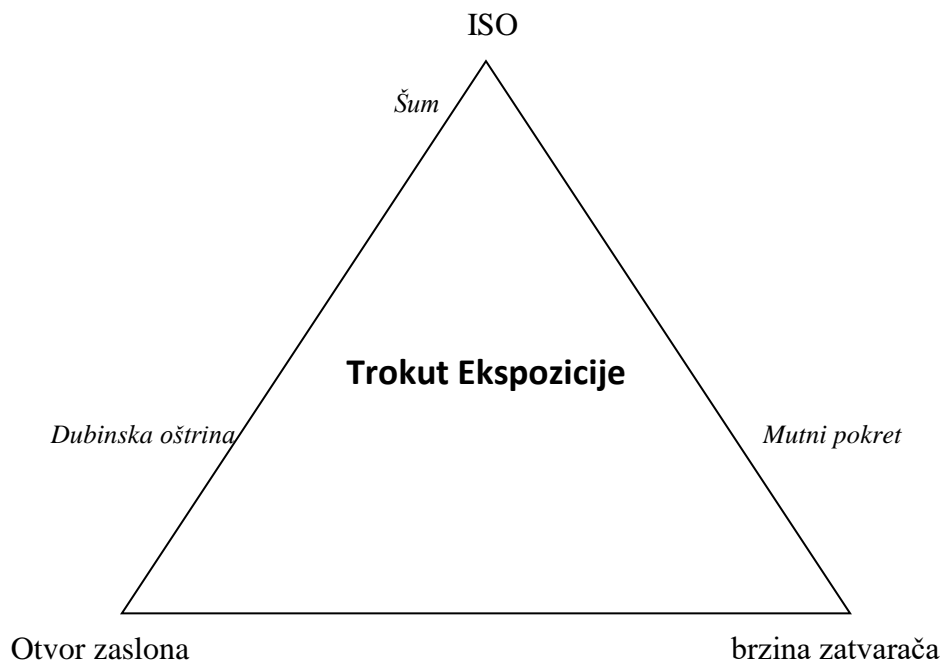 ISO
Šum
Trokut Ekspozicije
Dubinska oštrina
Mutni pokret
Otvor zaslona
brzina zatvarača